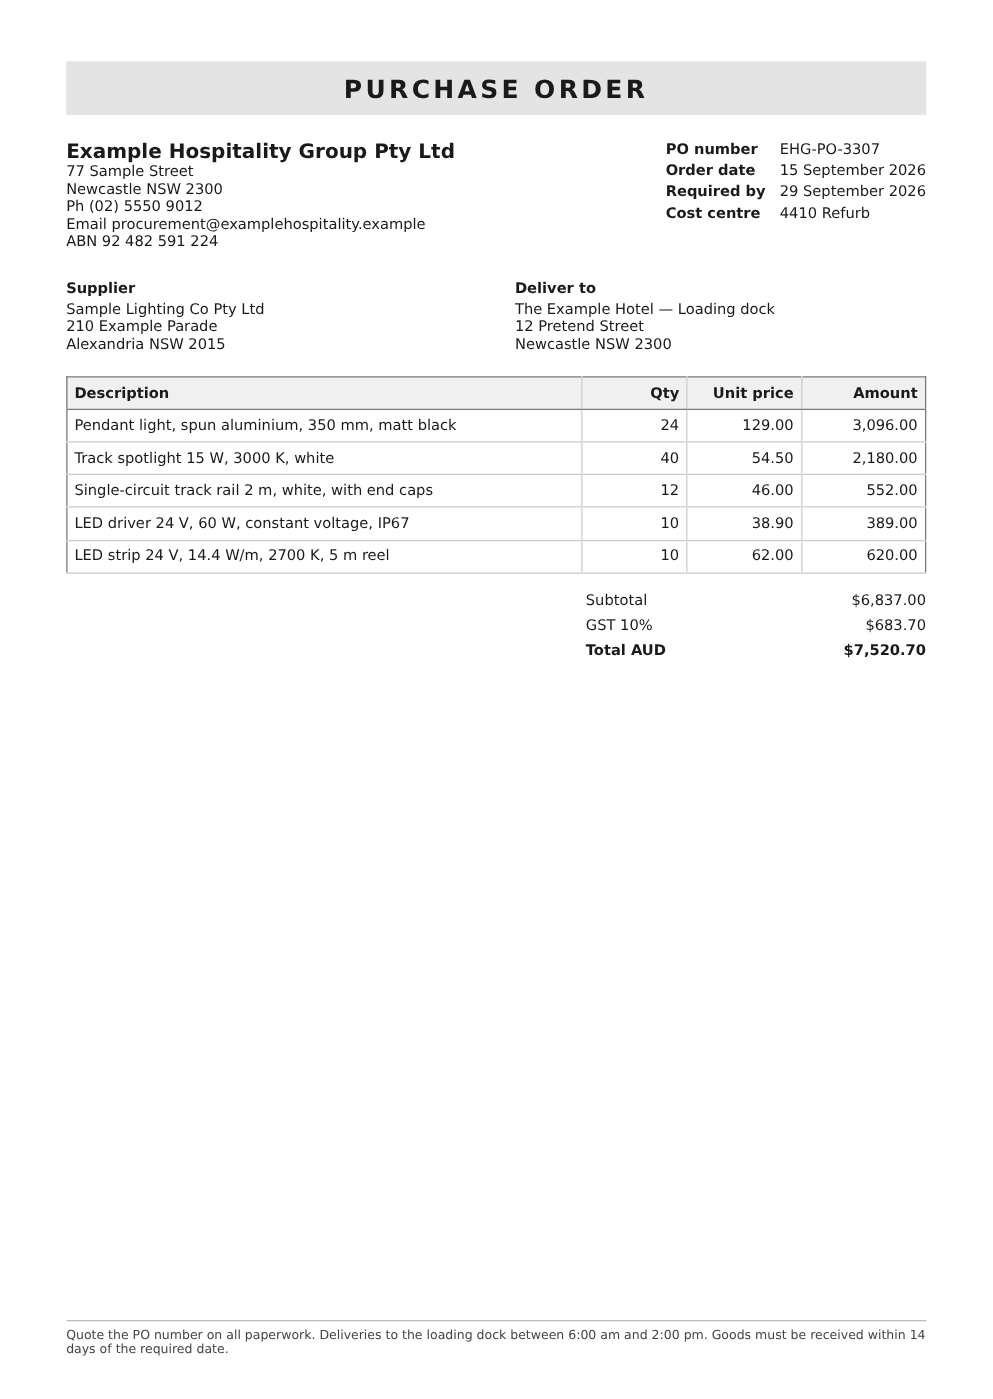 PURCHASE ORDER
Example Hospitality Group Pty Ltd
77 Sample Street
Newcastle NSW 2300
Ph (02) 5550 9012
Email procurement@examplehospitality.example
ABN 92 482 591 224
PO number EHG-PO-3307
Order date 15 September 2026
Required by 29 September 2026
Cost centre 4410 Refurb
Supplier
Sample Lighting Co Pty Ltd
210 Example Parade
Alexandria NSW 2015
Deliver to
The Example Hotel — Loading dock
12 Pretend Street
Newcastle NSW 2300
Description Qty Unit price Amount
Pendant light, spun aluminium, 350 mm, matt black 24 129.00 3,096.00
Track spotlight 15 W, 3000 K, white 40 54.50 2,180.00
Single-circuit track rail 2 m, white, with end caps 12 46.00 552.00
LED driver 24 V, 60 W, constant voltage, IP67 10 38.90 389.00
LED strip 24 V, 14.4 W/m, 2700 K, 5 m reel 10 62.00 620.00
Subtotal $6,837.00
GST 10% $683.70
Total AUD $7,520.70
Quote the PO number on all paperwork. Deliveries to the loading dock between 6:00 am and 2:00 pm. Goods must be received within 14
days of the required date.